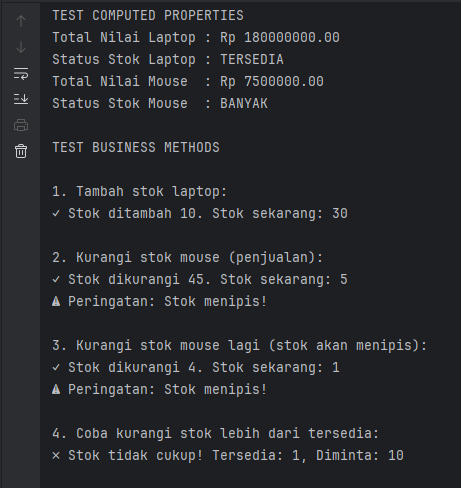 TEST COMPUTED PROPERTIES
Total Nilai Laptop : Rp 180000000.00
Status Stok Laptop : TERSEDIA
Total Nilai Mouse  : Rp 7500000.00
Status Stok Mouse  : BANYAK
TEST BUSINESS METHODS
1. Tambah stok laptop:
✓ Stok ditambah 10. Stok sekarang: 30
2. Kurangi stok mouse (penjualan):
✓ Stok dikurangi 45. Stok sekarang: 5
⚠ Peringatan: Stok menipis!
3. Kurangi stok mouse lagi (stok akan menipis):
✓ Stok dikurangi 4. Stok sekarang: 1
⚠ Peringatan: Stok menipis!
4. Coba kurangi stok lebih dari tersedia:
✗ Stok tidak cukup! Tersedia: 1, Diminta: 10